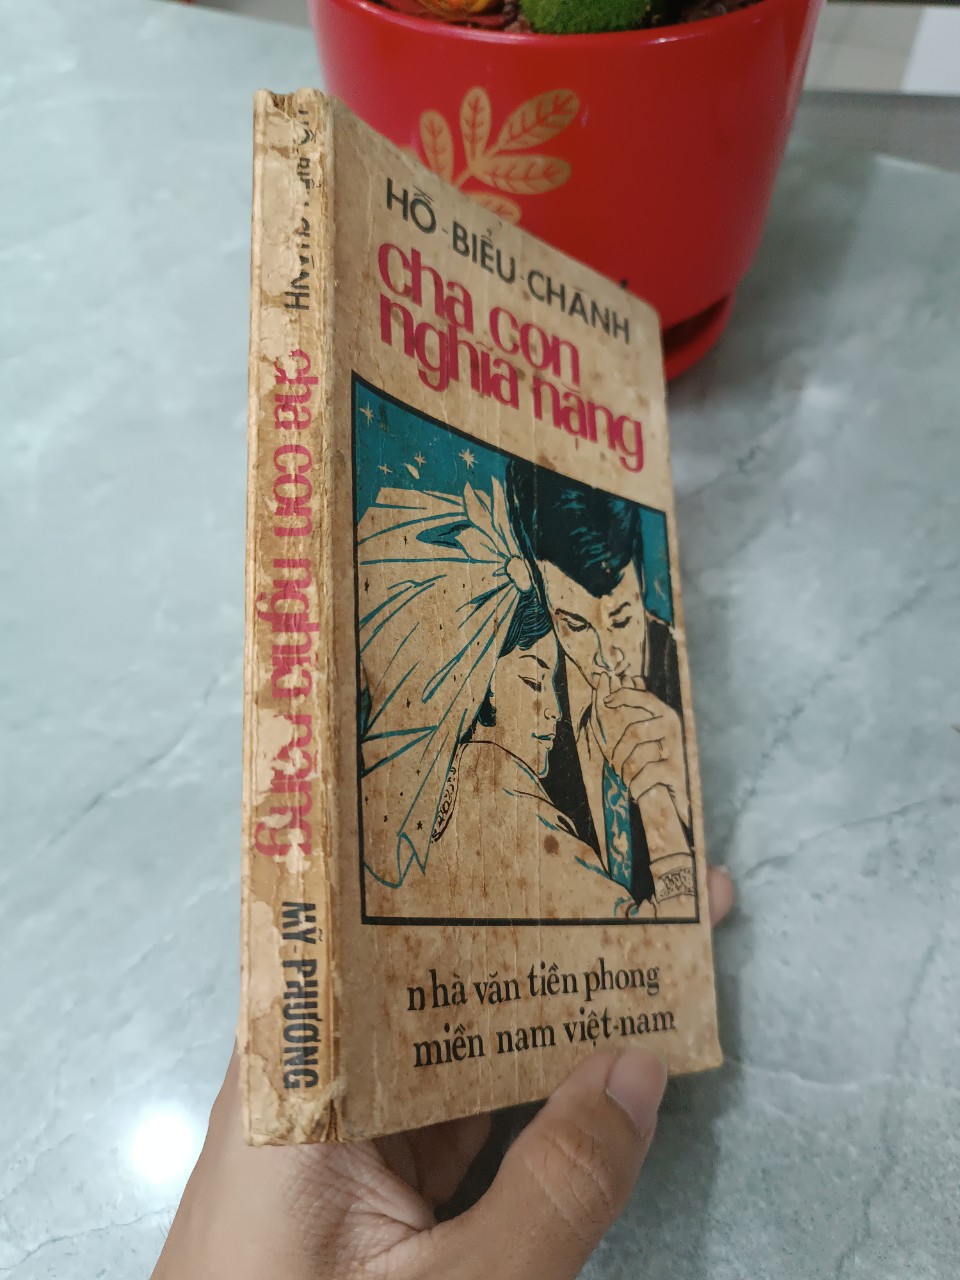 HỒ-BIỂU-CHÁNH
cha con
nghĩa nặng
nhà văn tiền phong
miền nam việt-nam
cha con nghĩa nặng
MỸ-PHƯƠNG